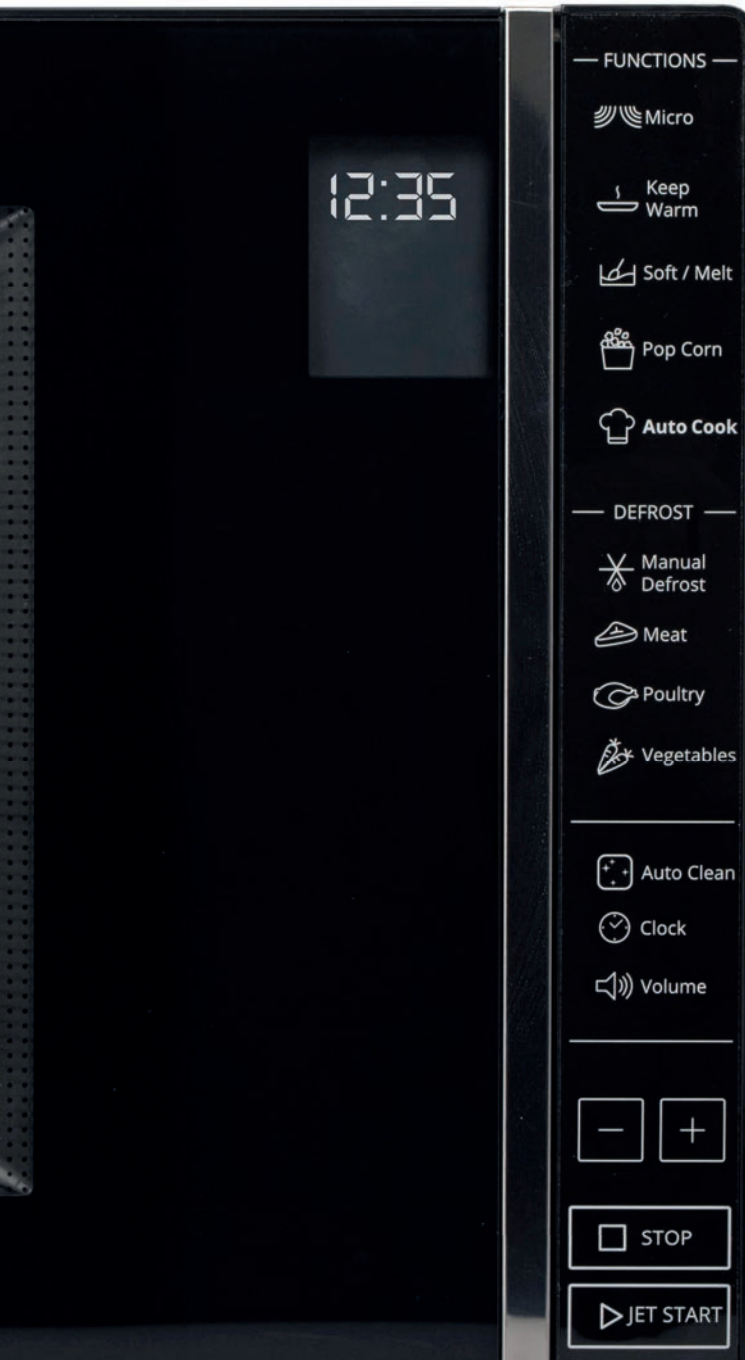 12:35
FUNCTIONS
Micro
Keep
Warm
Soft / Melt
Pop Corn
Auto Cook
DEFROST
Manual
Defrost
Meat
Poultry
Vegetables
Auto Clean
Clock
Volume
− +
STOP
JET START